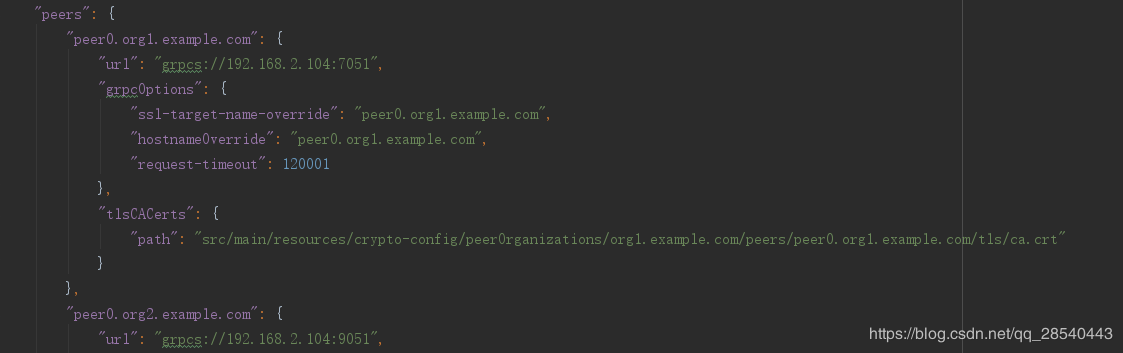 "peers": {
"peer0.org1.example.com": {
"url": "grpcs://192.168.2.104:7051",
"grpcOptions": {
"ssl-target-name-override": "peer0.org1.example.com",
"hostnameOverride": "peer0.org1.example.com",
"request-timeout": 120001
},
"tlsCACerts": {
"path": "src/main/resources/crypto-config/peerOrganizations/org1.example.com/peers/peer0.org1.example.com/tls/ca.crt"
}
},
"peer0.org2.example.com": {
"url": "grpcs://192.168.2.104:9051",
https://blog.csdn.net/qq_28540443